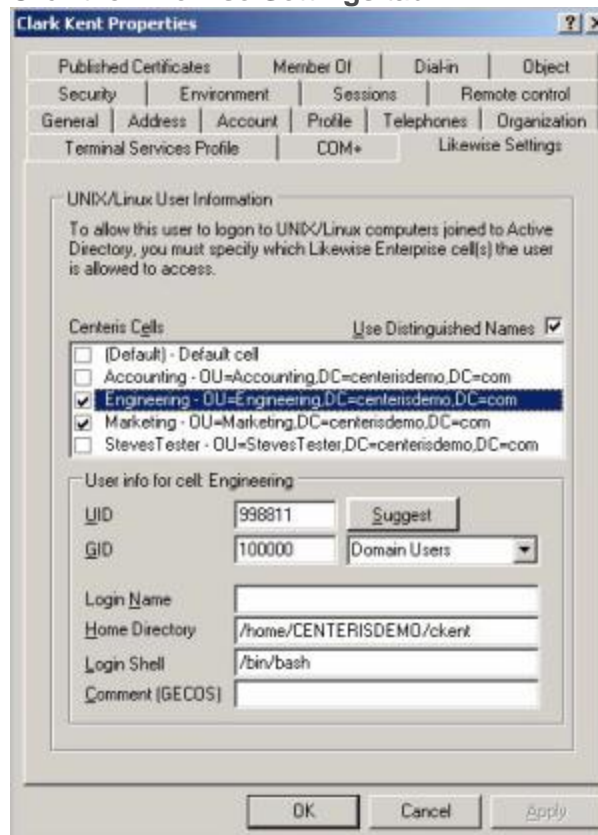 Clark Kent Properties
Published Certificates Member Of Dial-in Object
Security Environment Sessions Remote control
General Address Account Profile Telephones Organization
Terminal Services Profile COM+ Likewise Settings
UNIX/Linux User Information
To allow this user to logon to UNIX/Linux computers joined to Active
Directory, you must specify which Likewise Enterprise cell(s) the user
is allowed to access.
Centeris Cells Use Distinguished Names
(Default) - Default cell
Accounting - OU=Accounting,DC=centerisdemo,DC=com
Engineering - OU=Engineering,DC=centerisdemo,DC=com
Marketing - OU=Marketing,DC=centerisdemo,DC=com
StevesTester - OU=StevesTester,DC=centerisdemo,DC=com
User info for cell: Engineering
UID 998811 Suggest
GID 100000 Domain Users
Login Name
Home Directory /home/CENTERISDEMO/ckent
Login Shell /bin/bash
Comment (GECOS)
OK Cancel Apply